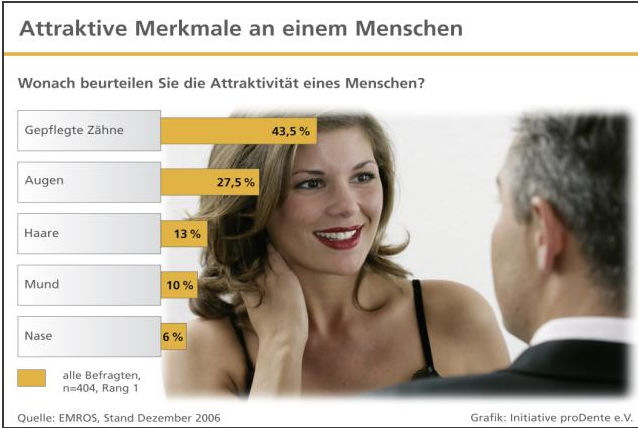 Attraktive Merkmale an einem Menschen
Wonach beurteilen Sie die Attraktivität eines Menschen?
Gepflegte Zähne 43,5 %
Augen 27,5 %
Haare 13 %
Mund 10 %
Nase 6 %
alle Befragten,
n=404, Rang 1
Quelle: EMROS, Stand Dezember 2006 Grafik: Initiative proDente e.V.